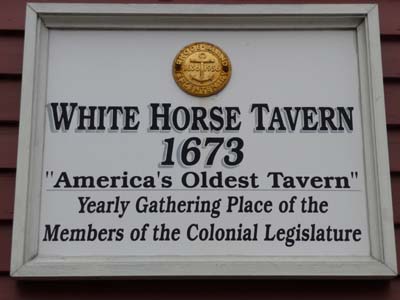 WHITE HORSE TAVERN
1673
"America's Oldest Tavern"
Yearly Gathering Place of the
Members of the Colonial Legislature